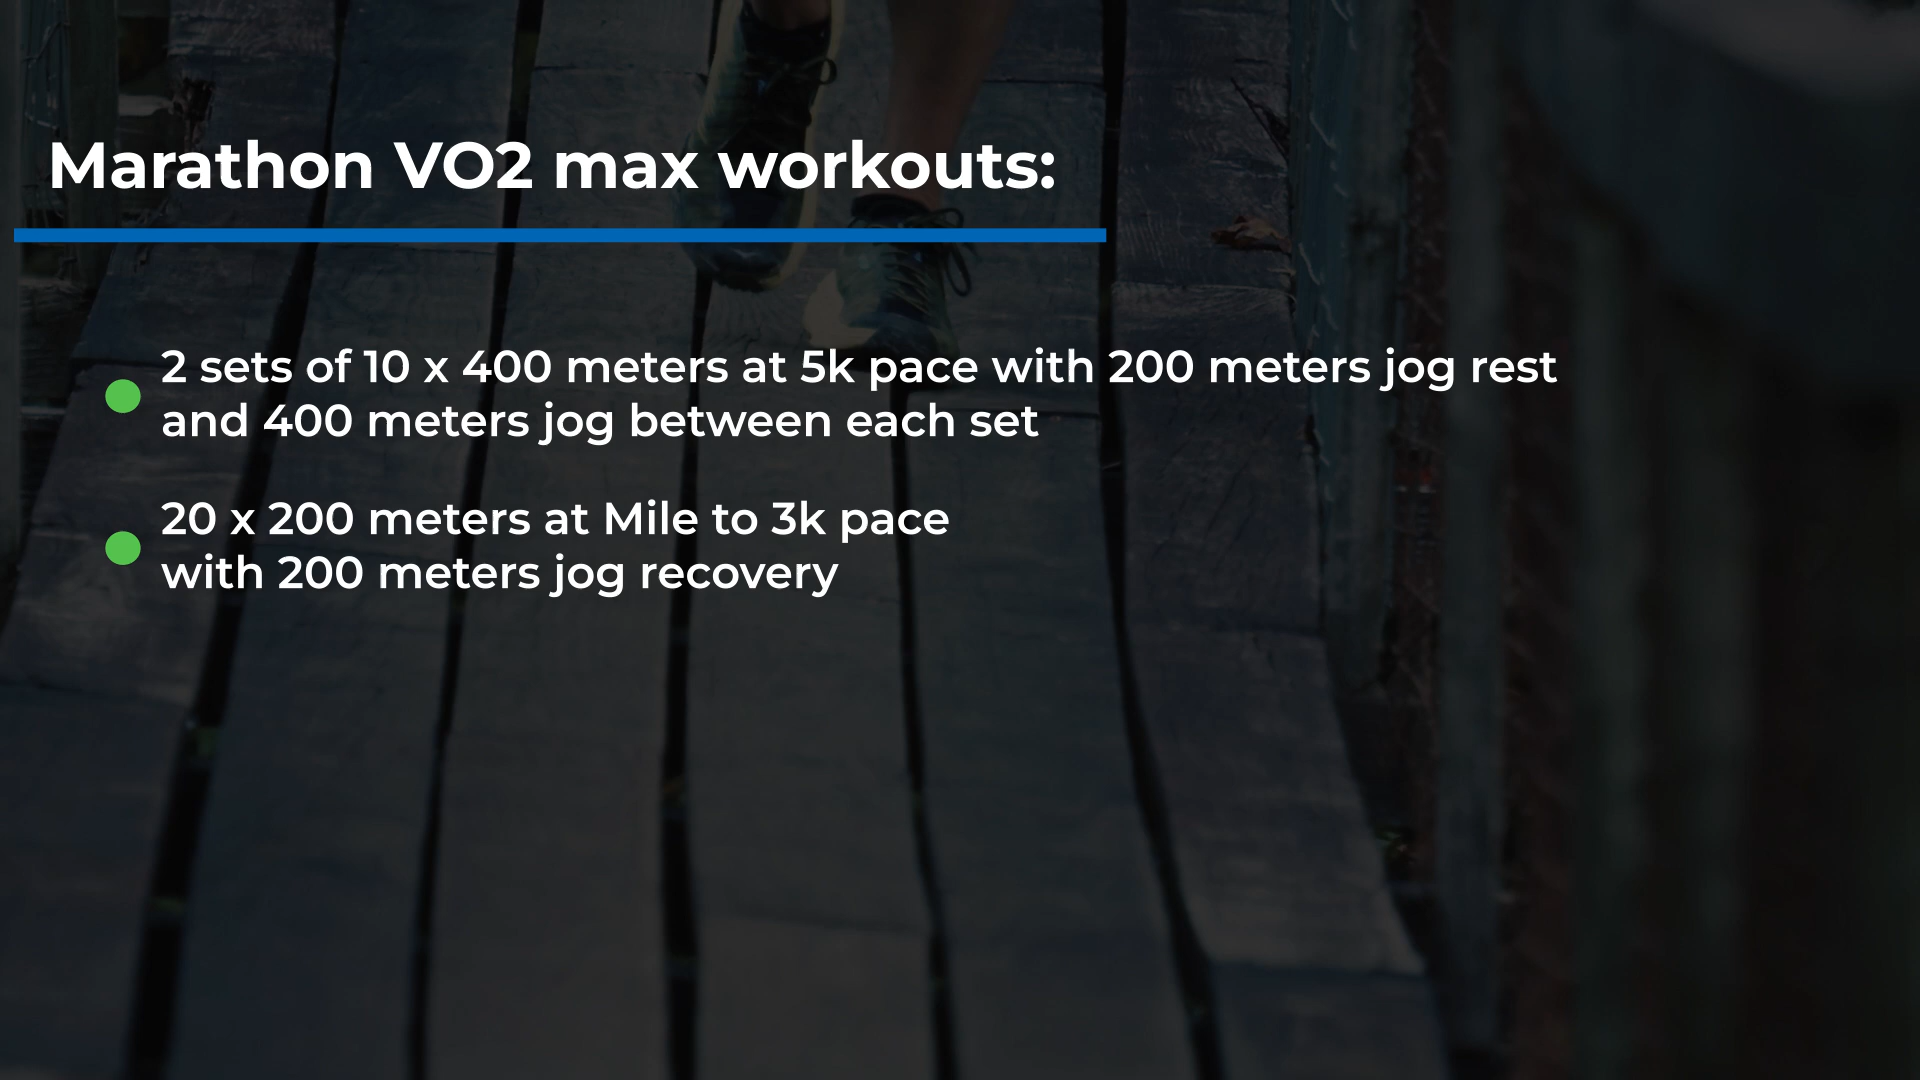 Marathon VO2 max workouts:
2 sets of 10 x 400 meters at 5k pace with 200 meters jog rest
and 400 meters jog between each set
20 x 200 meters at Mile to 3k pace
with 200 meters jog recovery